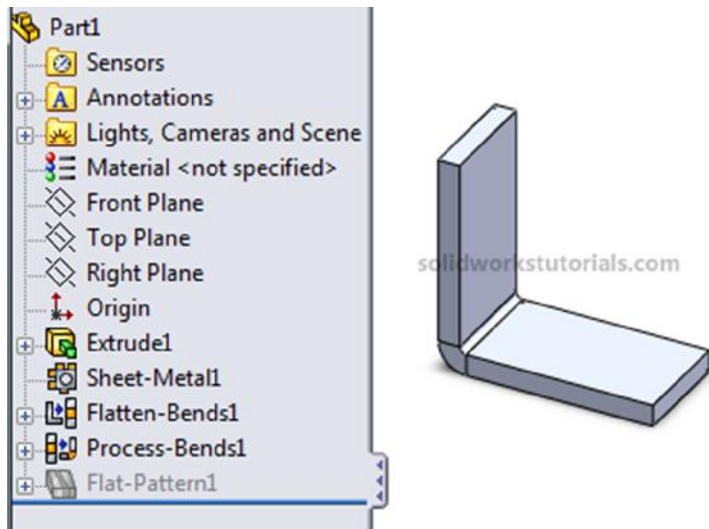 Part1
Sensors
Annotations
Lights, Cameras and Scene
Material <not specified>
Front Plane
Top Plane
Right Plane
Origin
Extrude1
Sheet-Metal1
Flatten-Bends1
Process-Bends1
Flat-Pattern1
solidworkstutorials.com